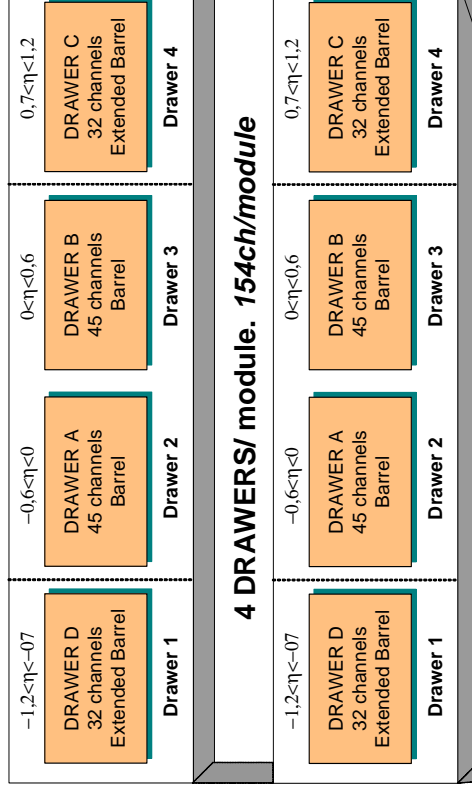 −1,2<η<−07
−0,6<η<0
0<η<0,6
0,7<η<1,2
DRAWER D
32 channels
Extended Barrel
DRAWER A
45 channels
Barrel
DRAWER B
45 channels
Barrel
DRAWER C
32 channels
Extended Barrel
Drawer 1
Drawer 2
Drawer 3
Drawer 4
4 DRAWERS/ module. 154ch/module
−1,2<η<−07
−0,6<η<0
0<η<0,6
0,7<η<1,2
DRAWER D
32 channels
Extended Barrel
DRAWER A
45 channels
Barrel
DRAWER B
45 channels
Barrel
DRAWER C
32 channels
Extended Barrel
Drawer 1
Drawer 2
Drawer 3
Drawer 4